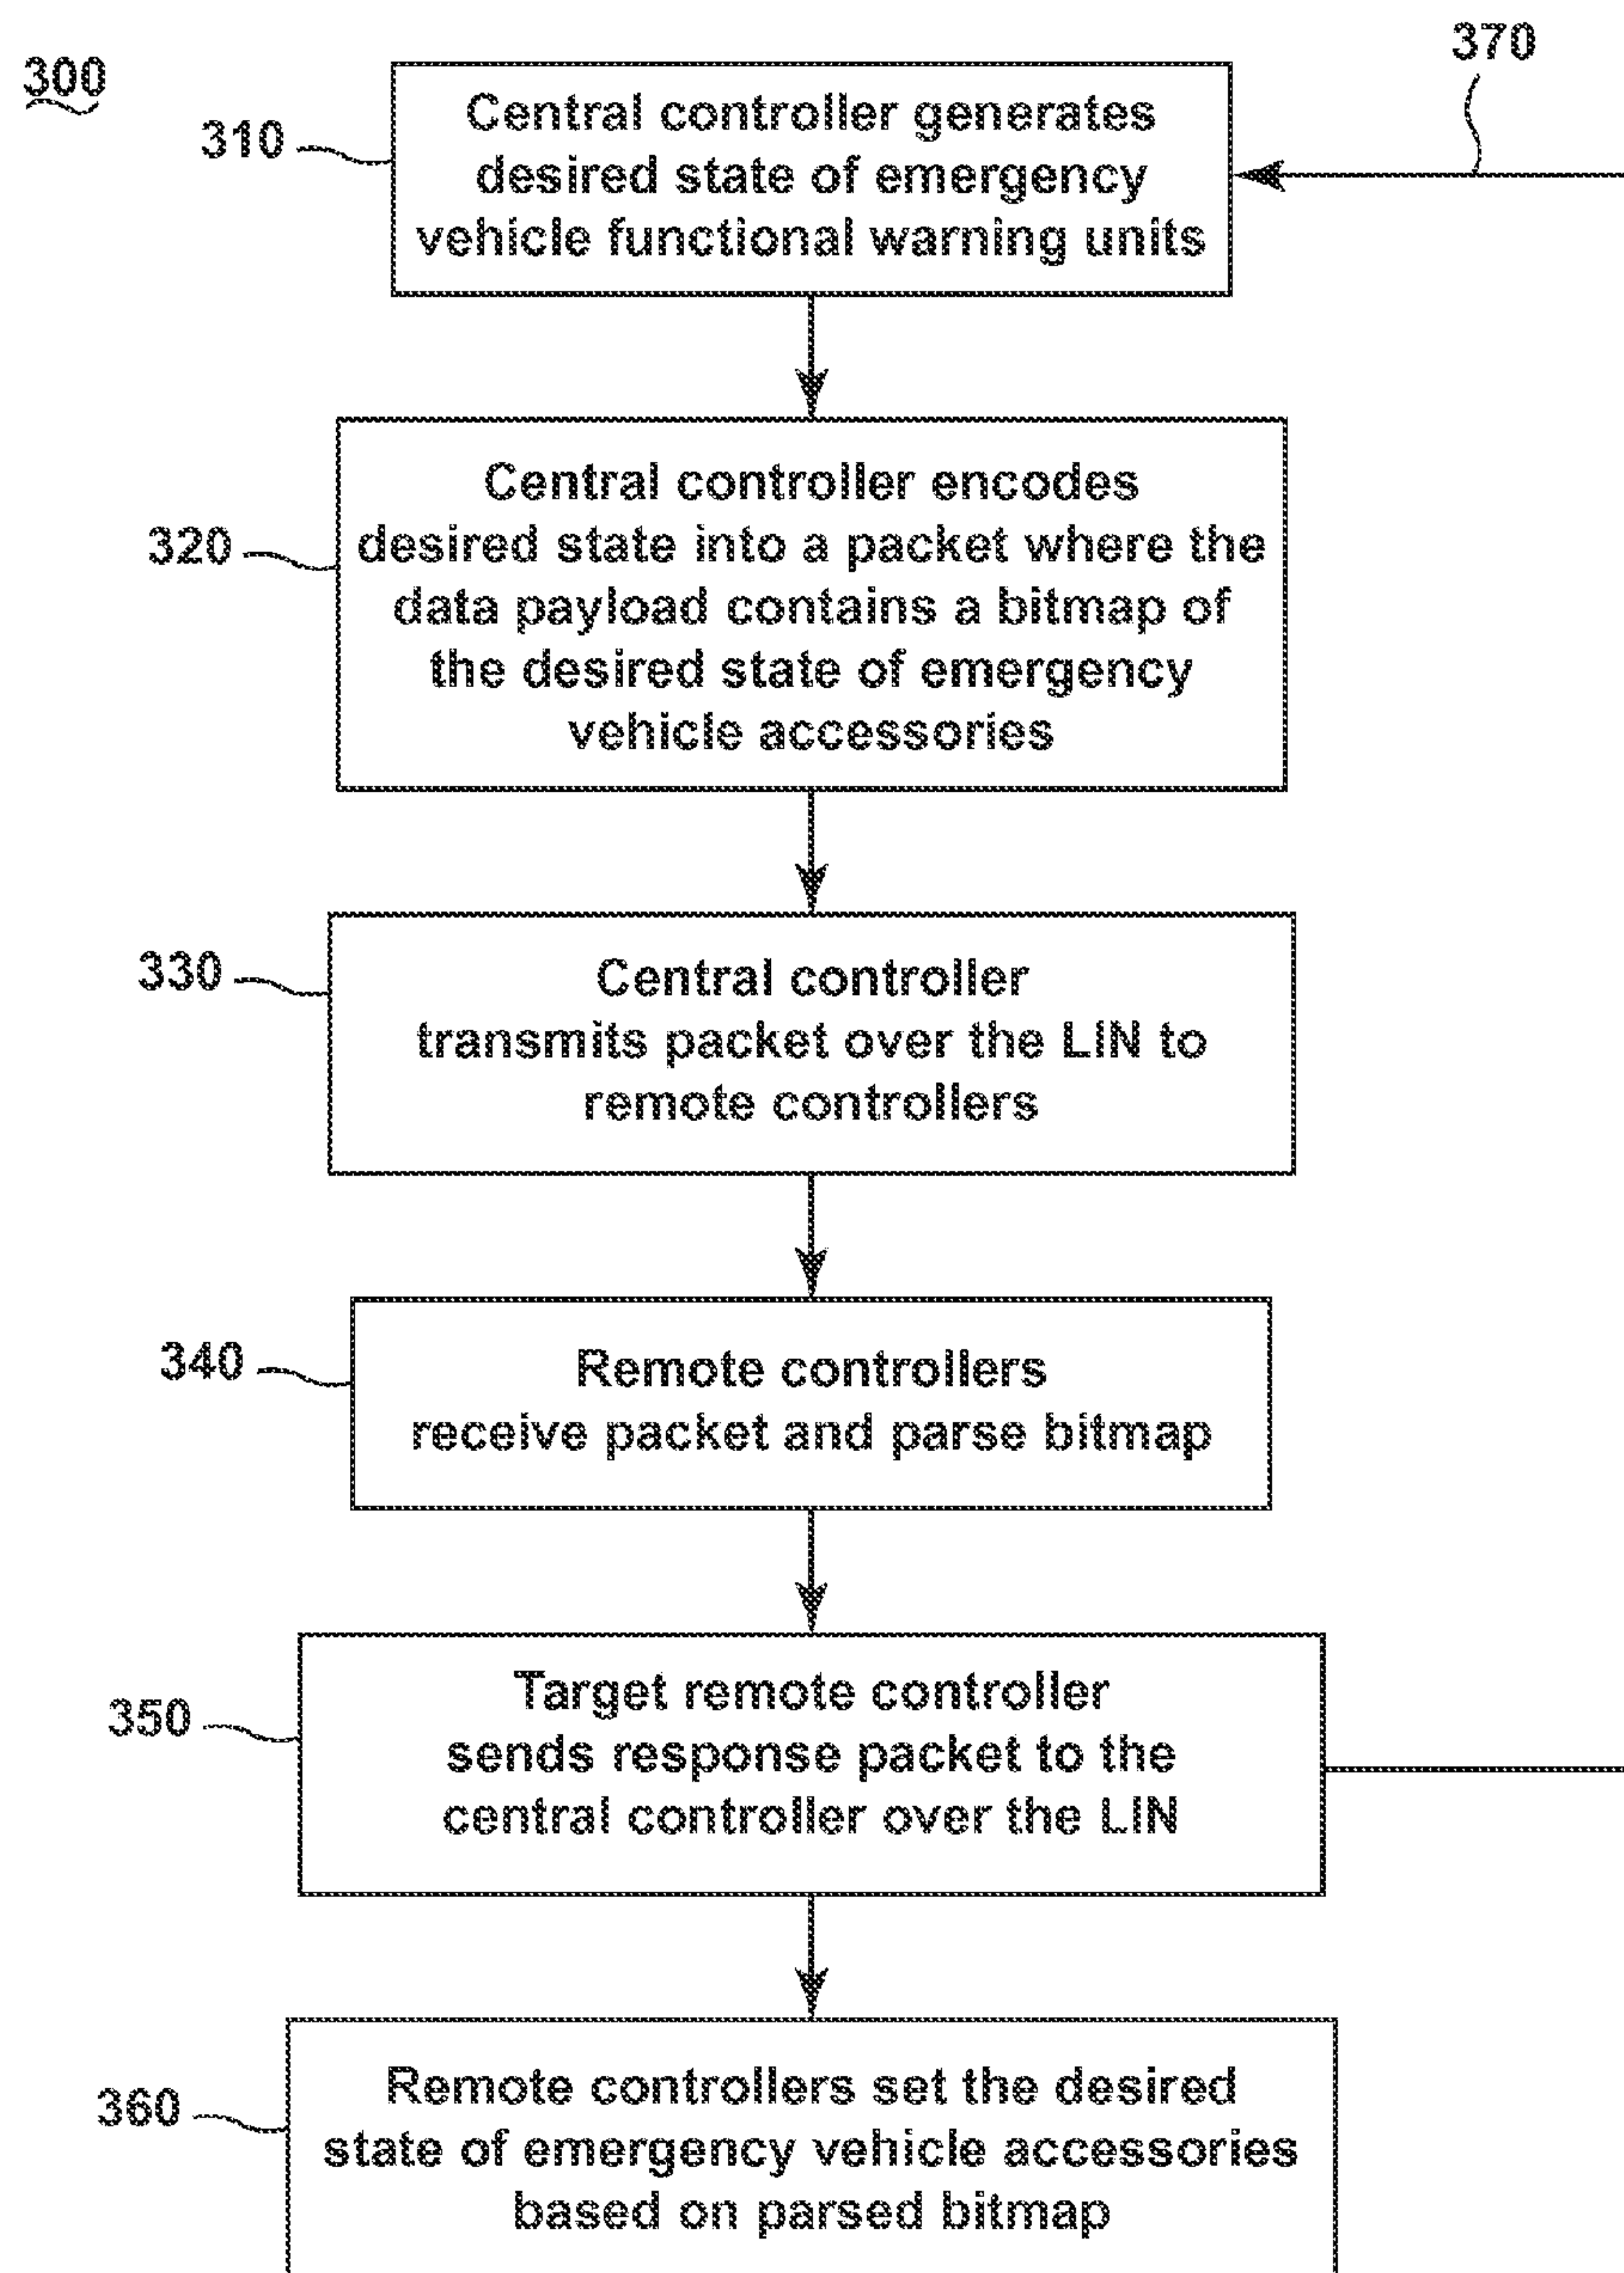 300
370
310
Central controller generates
desired state of emergency
vehicle functional warning units
320
Central controller encodes
desired state into a packet where the
data payload contains a bitmap of
the desired state of emergency
vehicle accessories
330
Central controller
transmits packet over the LIN to
remote controllers
340
Remote controllers
receive packet and parse bitmap
350
Target remote controller
sends response packet to the
central controller over the LIN
360
Remote controllers set the desired
state of emergency vehicle accessories
based on parsed bitmap